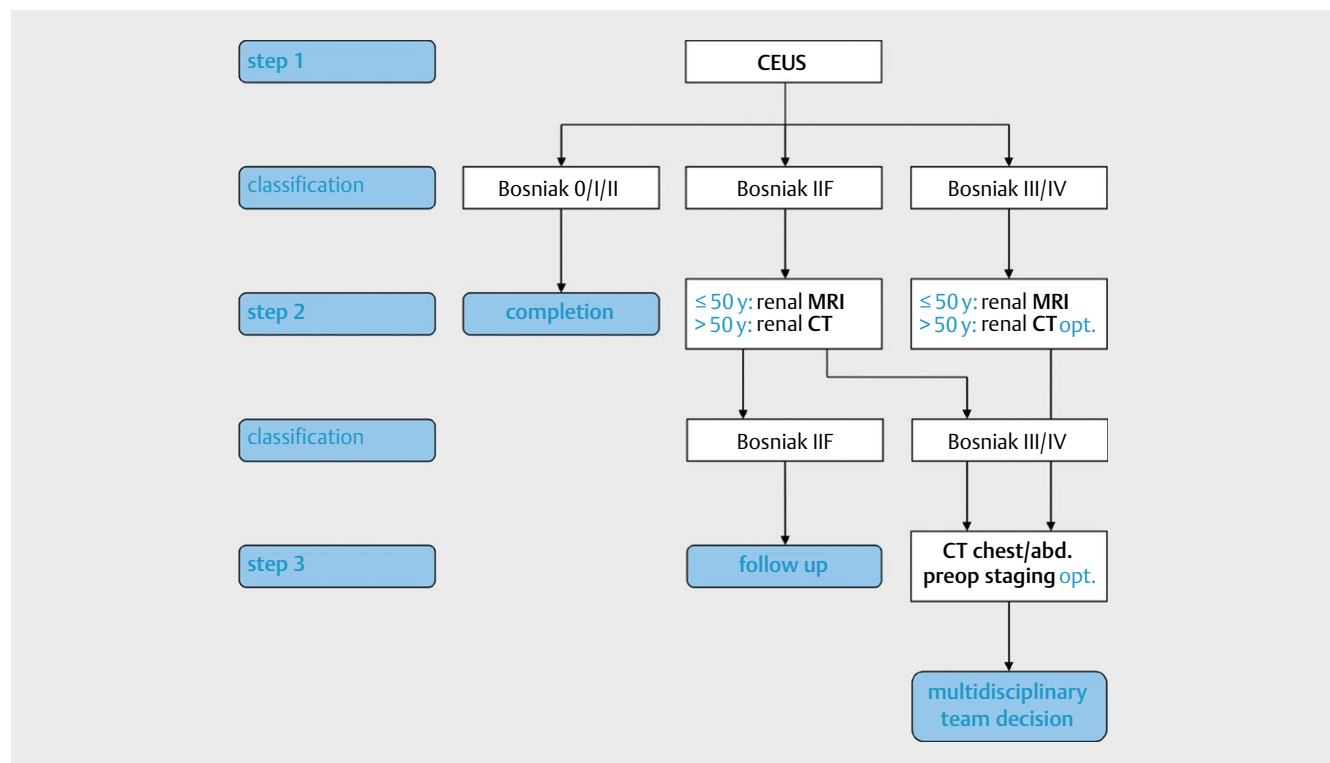 step 1
CEUS
classification
Bosniak 0/I/II
Bosniak IIF
Bosniak III/IV
step 2
completion
≤ 50 y: renal MRI
> 50 y: renal CT
≤ 50 y: renal MRI
> 50 y: renal CT opt.
classification
Bosniak IIF
Bosniak III/IV
step 3
follow up
CT chest/abd.
preop staging opt.
multidisciplinary
team decision